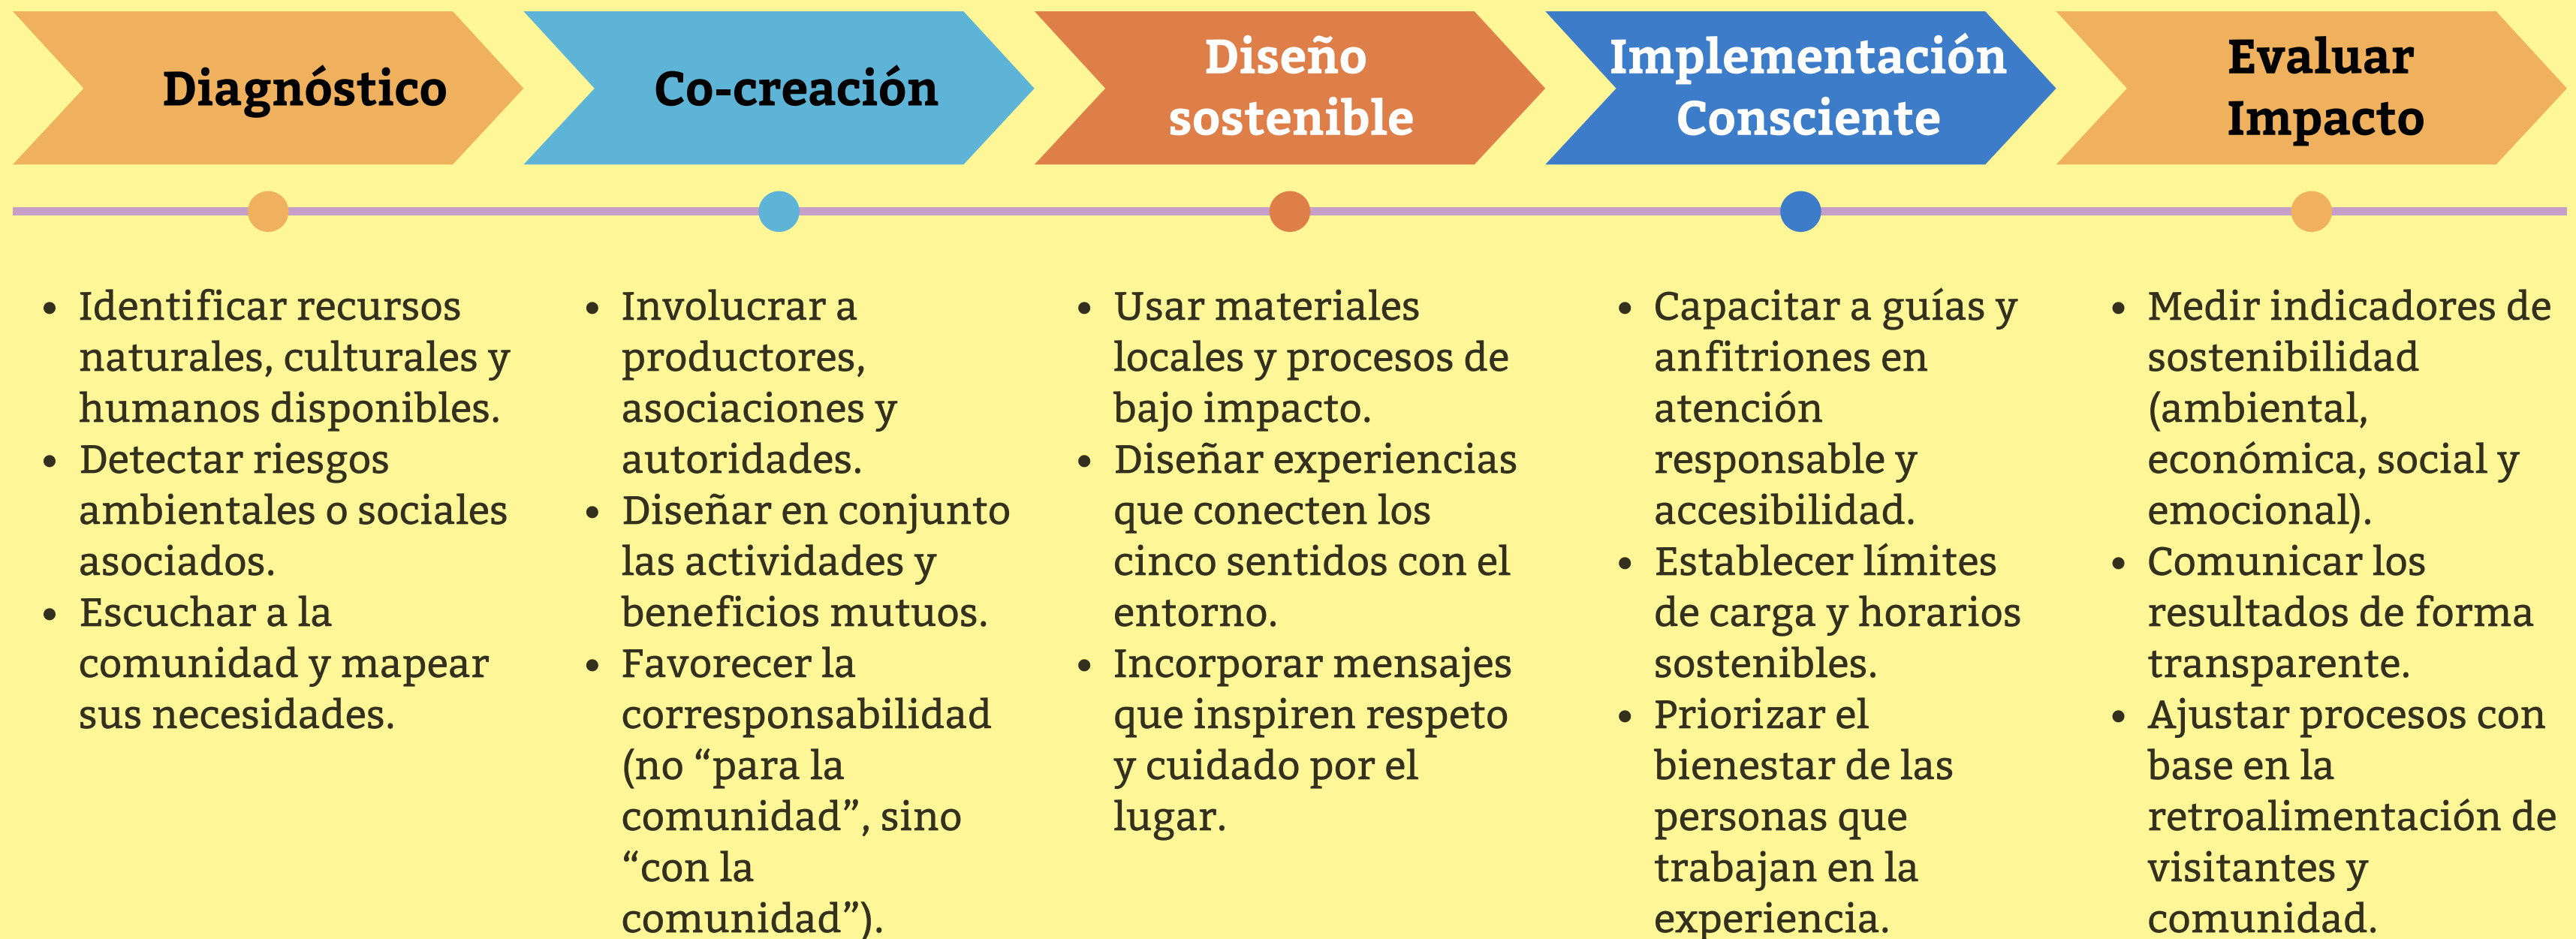 Diagnóstico
Co-creación
Diseño
sostenible
Implementación
Consciente
Evaluar
Impacto
• Identificar recursos
naturales, culturales y
humanos disponibles.
• Detectar riesgos
ambientales o sociales
asociados.
• Escuchar a la
comunidad y mapear
sus necesidades.
• Involucrar a
productores,
asociaciones y
autoridades.
• Diseñar en conjunto
las actividades y
beneficios mutuos.
• Favorecer la
corresponsabilidad
(no “para la
comunidad”, sino
“con la
comunidad”).
• Usar materiales
locales y procesos de
bajo impacto.
• Diseñar experiencias
que conecten los
cinco sentidos con el
entorno.
• Incorporar mensajes
que inspiren respeto
y cuidado por el
lugar.
• Capacitar a guías y
anfitriones en
atención
responsable y
accesibilidad.
• Establecer límites
de carga y horarios
sostenibles.
• Priorizar el
bienestar de las
personas que
trabajan en la
experiencia.
• Medir indicadores de
sostenibilidad
(ambiental,
económica, social y
emocional).
• Comunicar los
resultados de forma
transparente.
• Ajustar procesos con
base en la
retroalimentación de
visitantes y
comunidad.